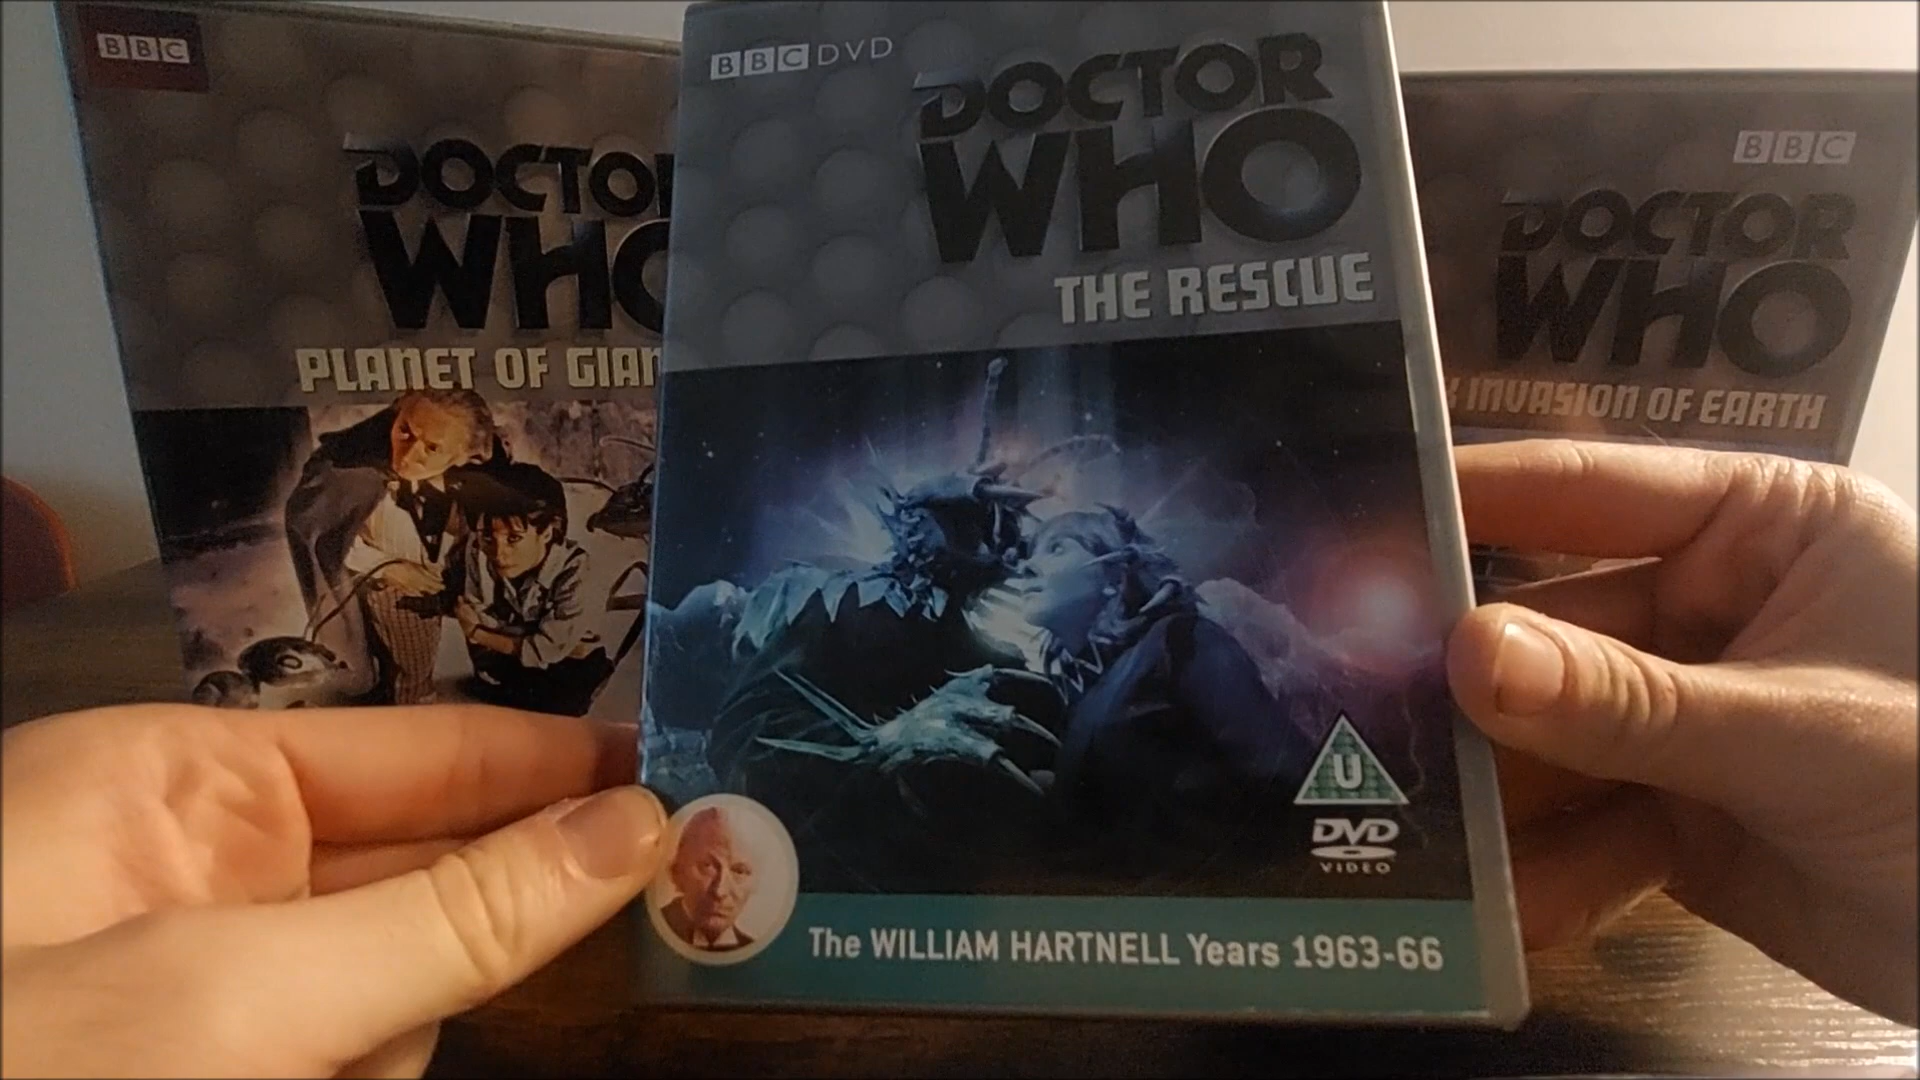 BBC
DOCTO
WHO
PLANET OF GIAN
BBC DVD
DOCTOR
WHO
THE RESCUE
U
DVD
VIDEO
The WILLIAM HARTNELL Years 1963-66
BBC
DOCTOR
WHO
INVASION OF EARTH